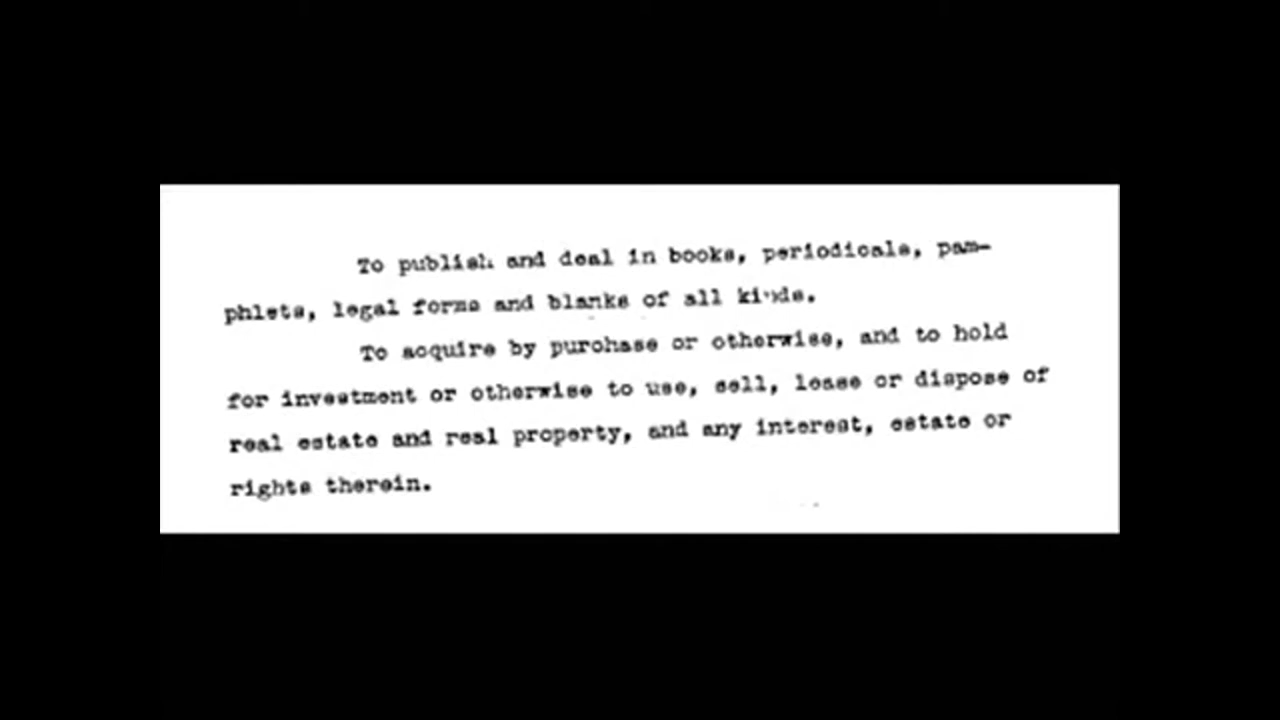 To publish and deal in books, periodicals, pam-
phlets, legal forms and blanks of all kinds.
To acquire by purchase or otherwise, and to hold
for investment or otherwise to use, sell, lease or dispose of
real estate and real property, and any interest, estate or
rights therein.